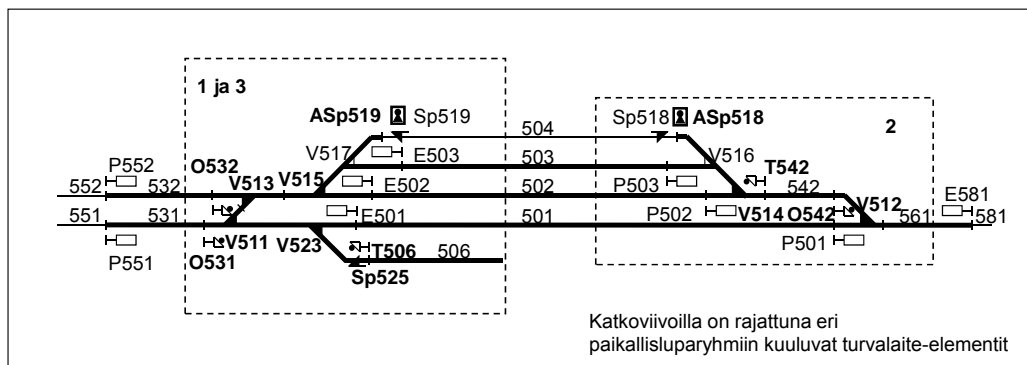 1 ja 3
ASp519 Sp519 504 Sp518 ASp518 2
V517 E503 503 V516
P552 O532 T542
552 532 V513 V515 E502 502 P503 542 V512 E581
551 531 E501 501 P502 V514 O542 561 581
P551 O531 V511 V523 T506 506 P501
Sp525
Katkoviivoilla on rajattuna eri
paikallisluparyhmiin kuuluvat turvalaite-elementit